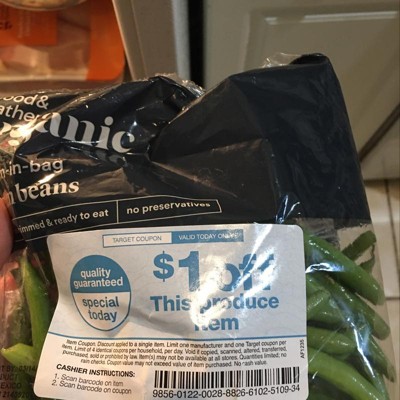 ood&
ather
ganic
-in-bag
n beans
immed & ready to eat
no preservatives
TARGET COUPON VALID TODAY ONLY
quality
guaranteed
special
today
$1 off
This produce
item
Item Coupon. Discount applied to a single item. Limit one manufacturer and one Target coupon per
item. Limit of 4 identical coupons per household, per day. Void if copied, scanned, altered, transferred,
purchased, sold or prohibited by law. Item(s) may not be available at all stores. Quantities limited; no
rain checks. Coupon value may not exceed value of item purchased. No cash value.
CASHIER INSTRUCTIONS:
1. Scan barcode on item
2. Scan barcode on coupon
9856-0122-0028-8826-6102-5109-34